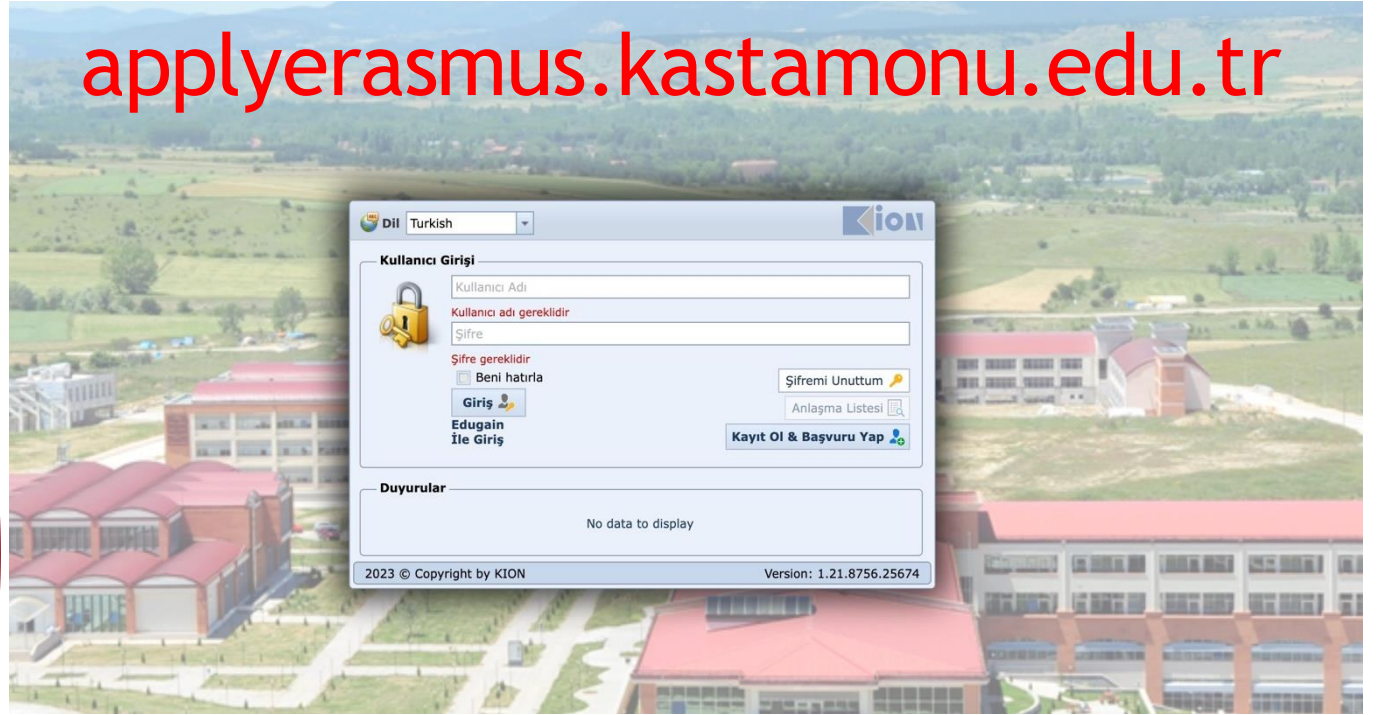 applyerasmus.kastamonu.edu.tr
Dil Turkish
Kion
Kullanıcı Girişi
Kullanıcı Adı
Kullanıcı adı gereklidir
Şifre
Şifre gereklidir
Beni hatırla
Şifremi Unuttum
Giriş
Anlaşma Listesi
Edugain
İle Giriş
Kayıt Ol & Başvuru Yap
Duyurular
No data to display
2023 © Copyright by KION Version: 1.21.8756.25674